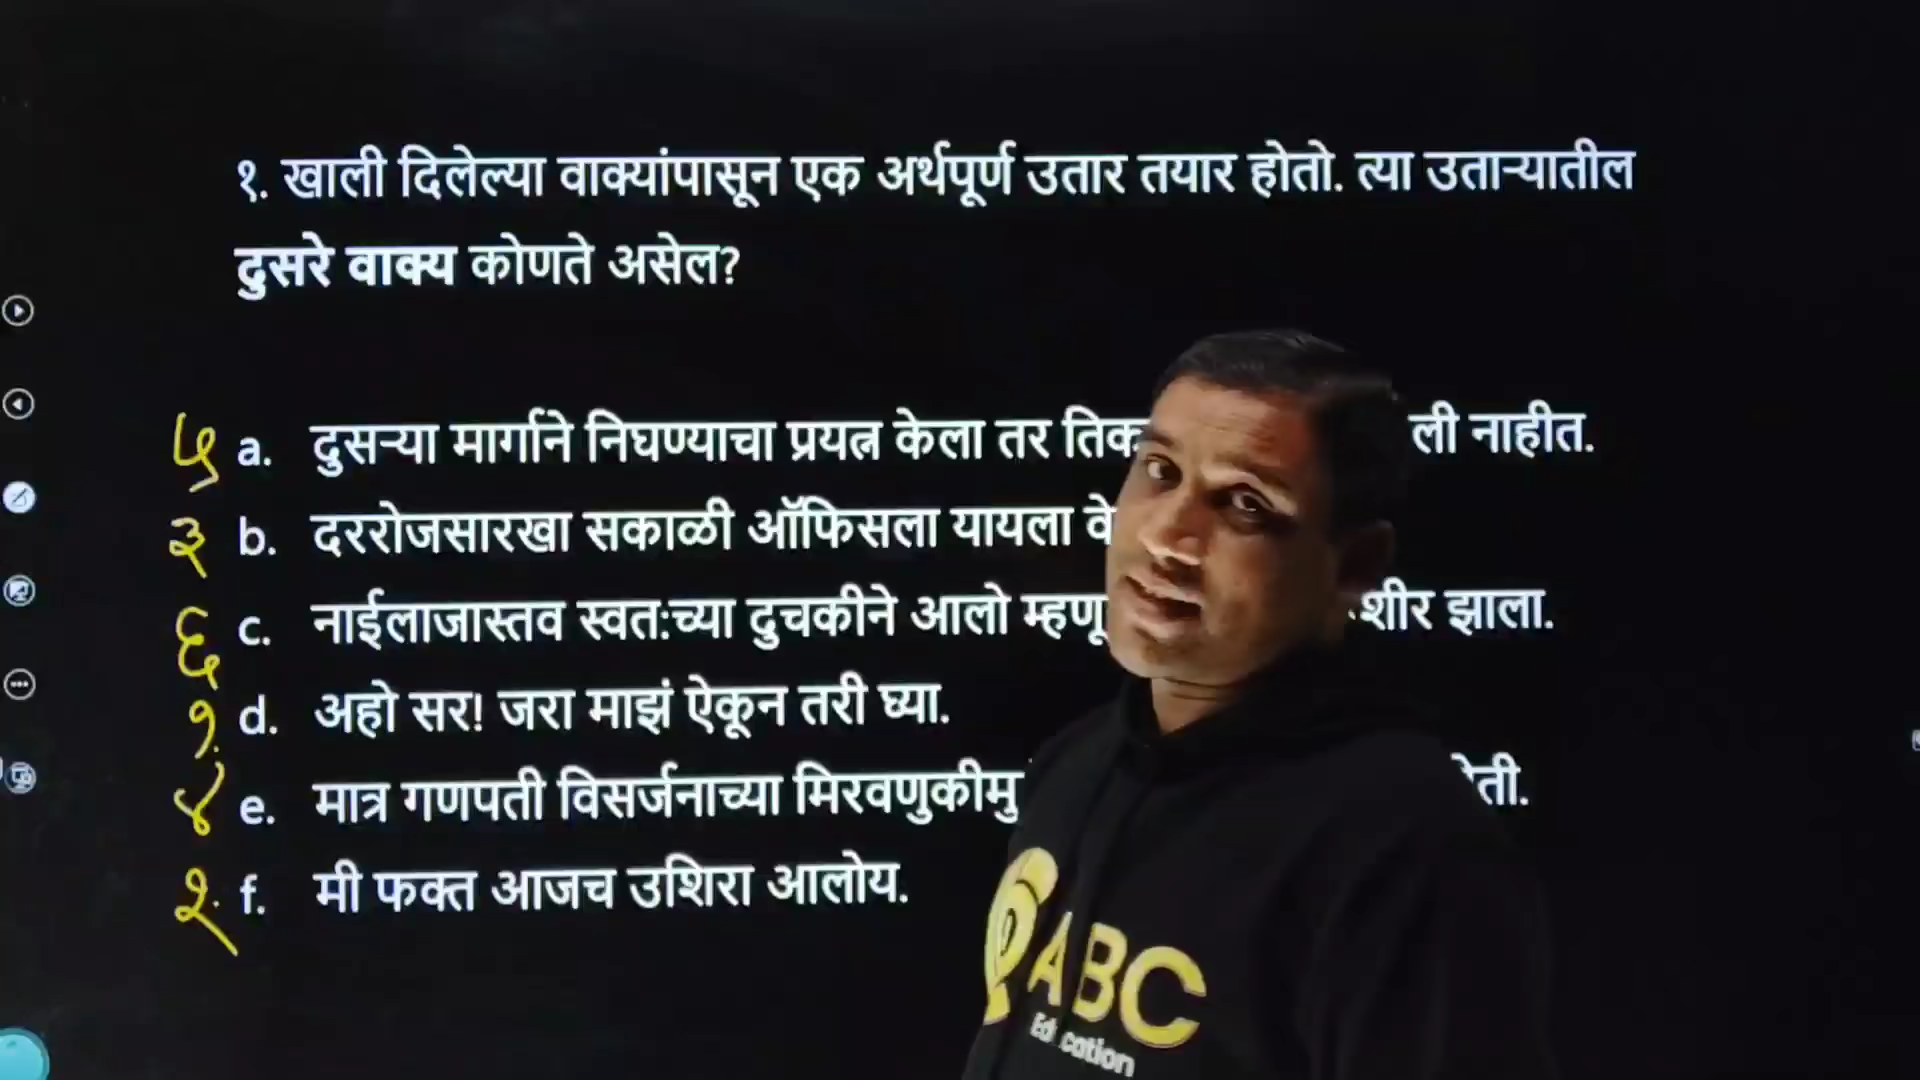 १. खाली दिलेल्या वाक्यांपासून एक अर्थपूर्ण उतार तयार होतो. त्या उताऱ्यातील
दुसरे वाक्य कोणते असेल?
५ a. दुसऱ्या मार्गाने निघण्याचा प्रयत्न केला तर ली नाहीत.
३ b. दररोजसारखा सकाळी ऑफिसला यायला
६ c. नाईलाजास्तव स्वत:च्या दुचकीने आलो शीर झाला.
१. d. अहो सर! जरा माझं ऐकून तरी घ्या.
४ e. मात्र गणपती विसर्जनाच्या
२. f. मी फक्त आजच उशिरा आलोय.
ABC
Education